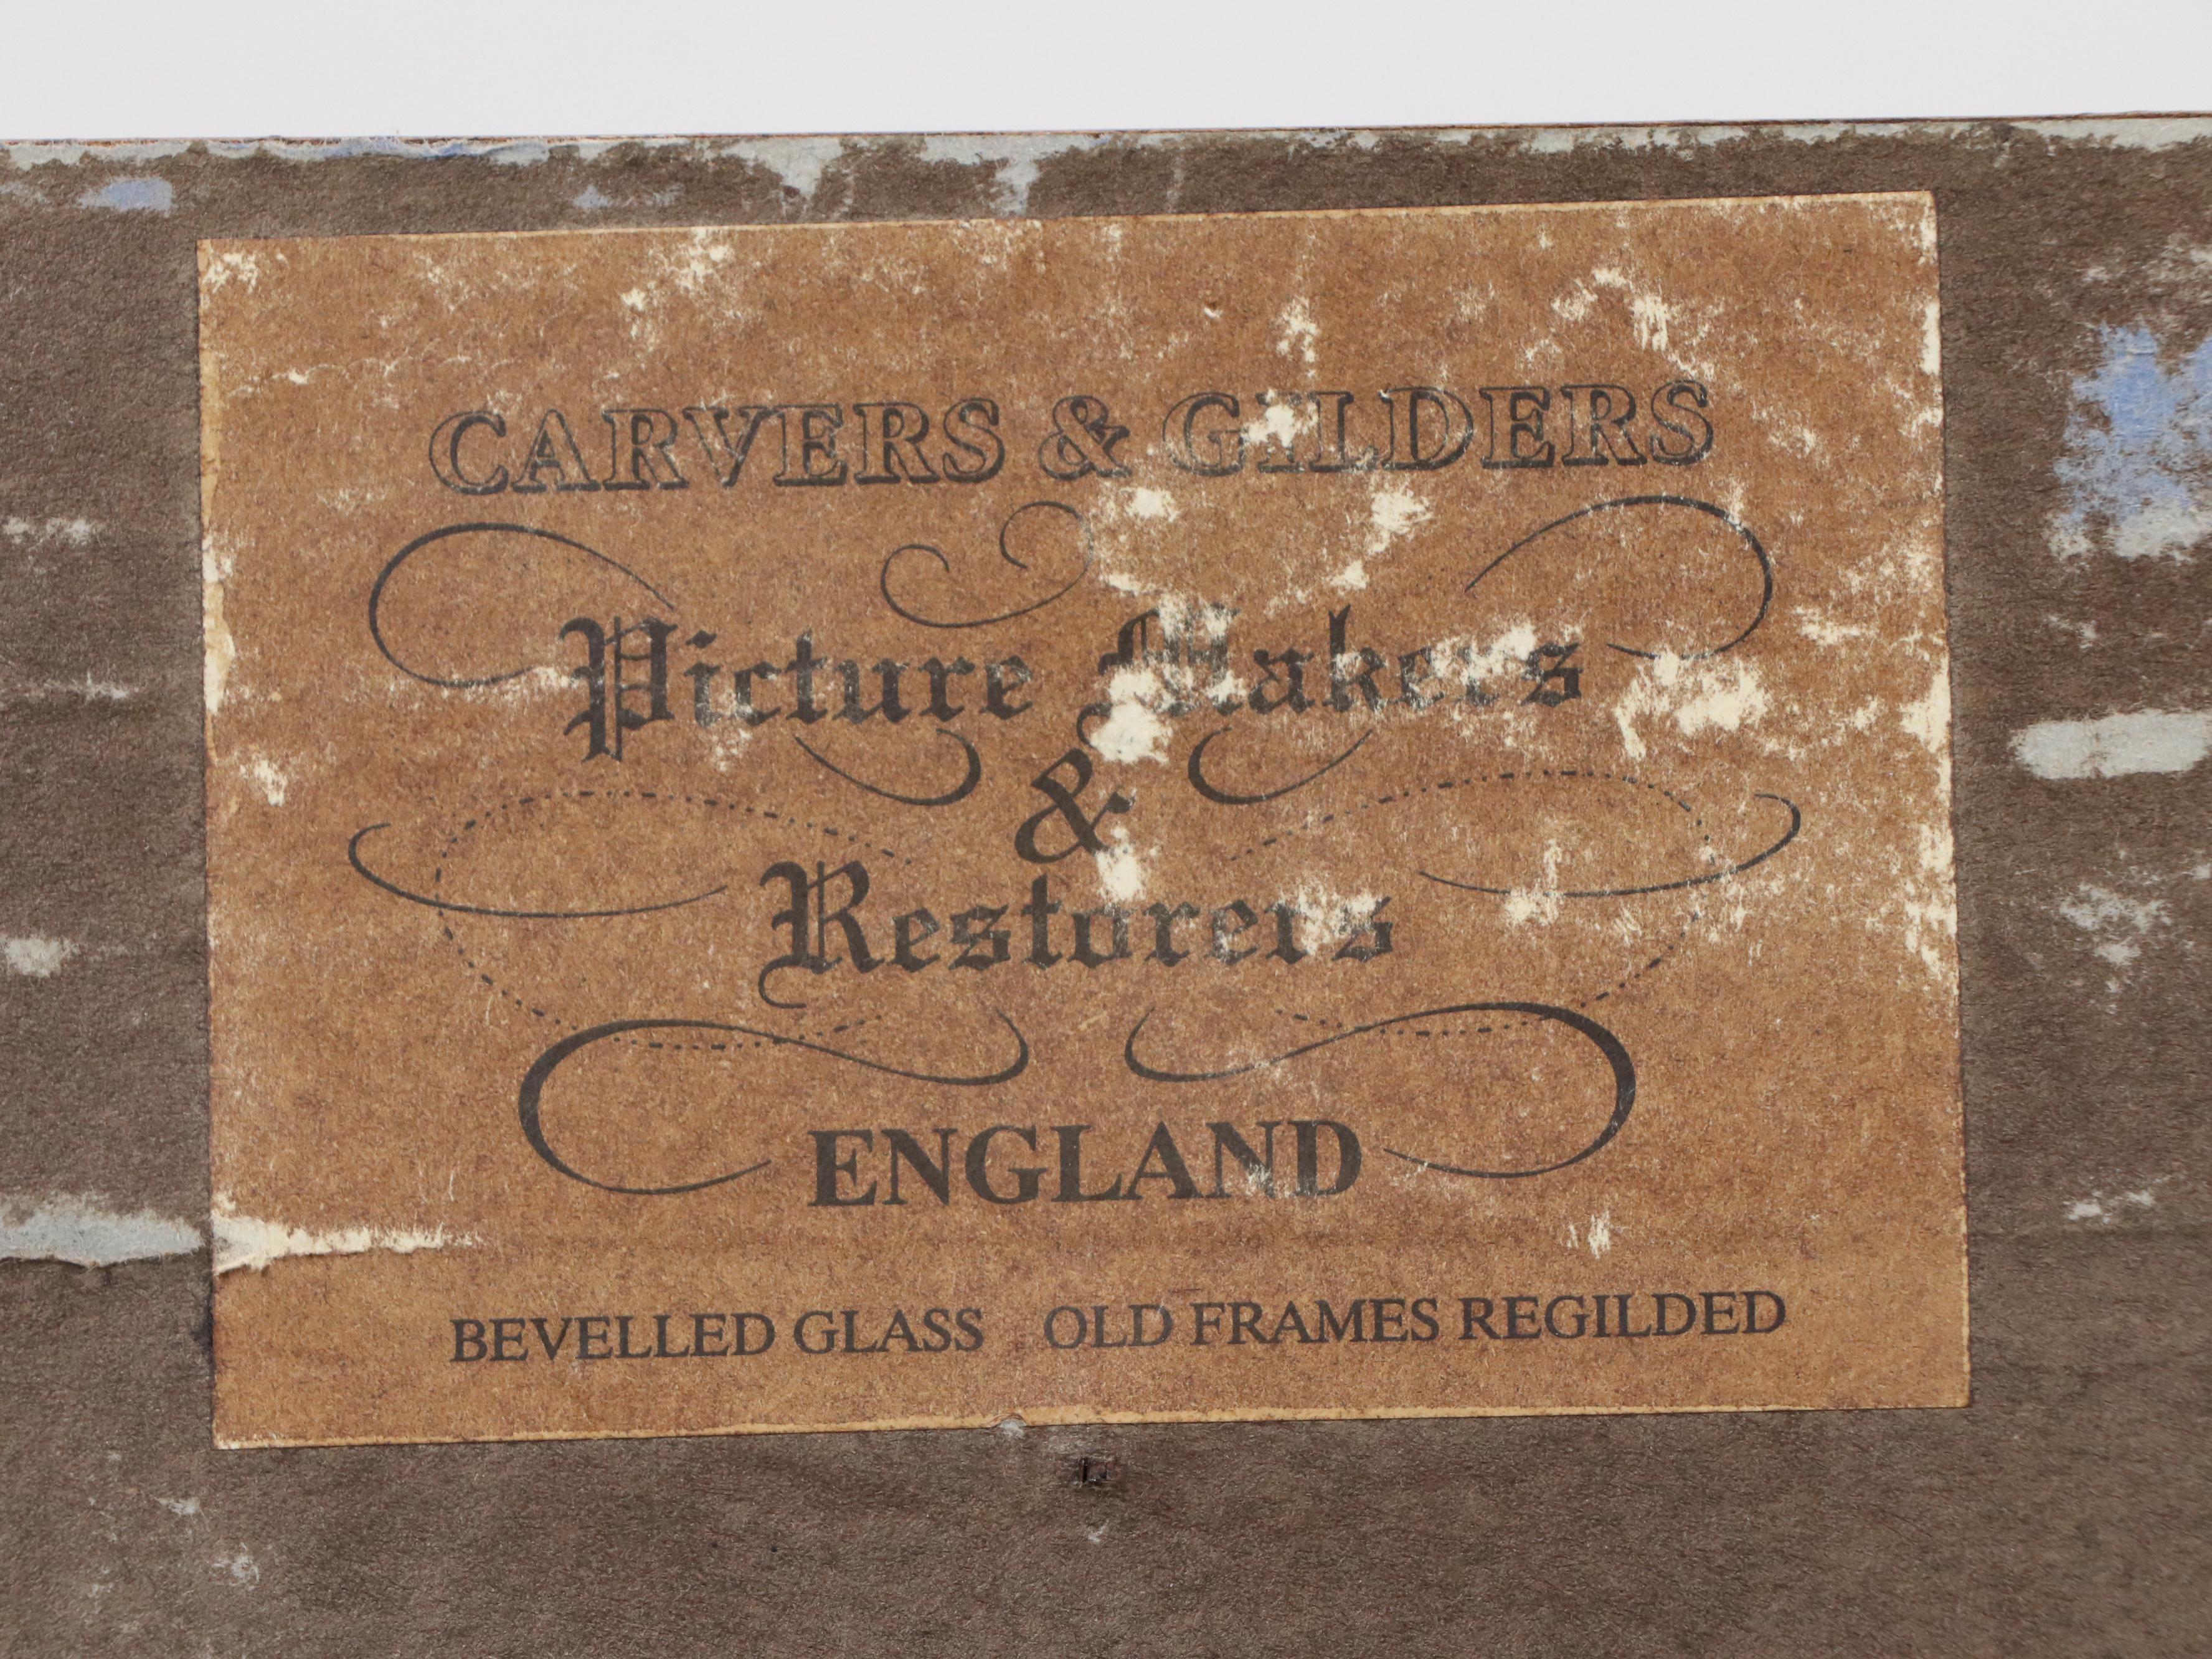 CARVERS & GILDERS
Picture Makers
&
Restorers
ENGLAND
BEVELLED GLASS OLD FRAMES REGILDED